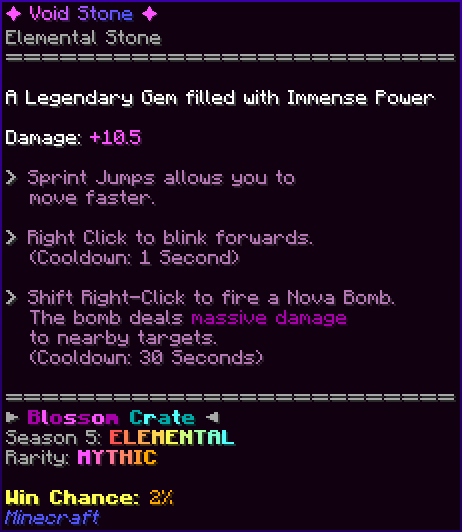 ✦ Void Stone ✦
Elemental Stone
================================
A Legendary Gem filled with Immense Power
Damage: +10.5
> Sprint Jumps allows you to
move faster.
> Right Click to blink forwards.
(Cooldown: 1 Second)
> Shift Right-Click to fire a Nova Bomb.
The bomb deals massive damage
to nearby targets.
(Cooldown: 30 Seconds)
================================
► Blossom Crate ◄
Season 5: ELEMENTAL
Rarity: MYTHIC
Win Chance: 2%
Minecraft